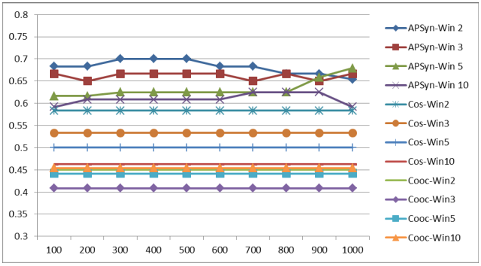 0.8
0.75
0.7
0.65
0.6
0.55
0.5
0.45
0.4
0.35
0.3
100 200 300 400 500 600 700 800 900 1000
APSyn-Win 2
APSyn-Win 3
APSyn-Win 5
APSyn-Win 10
Cos-Win2
Cos-Win3
Cos-Win5
Cos-Win10
Cooc-Win2
Cooc-Win3
Cooc-Win5
Cooc-Win10